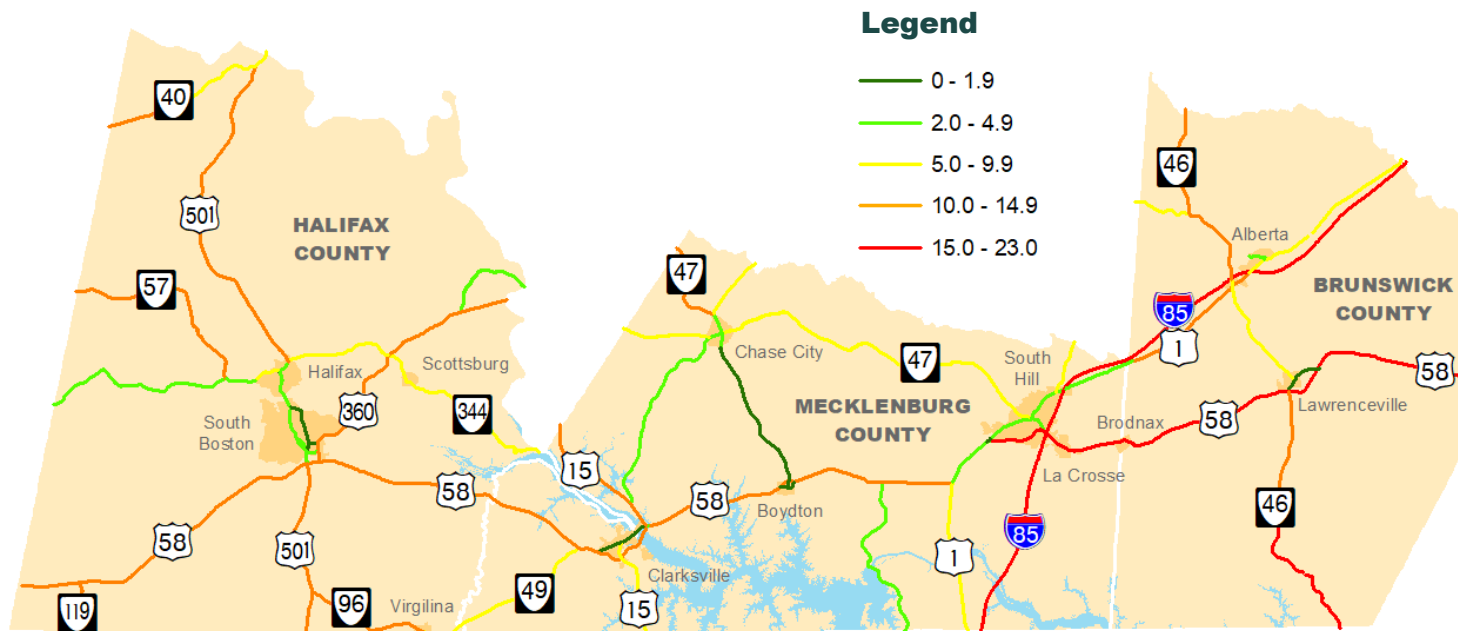 Legend
0 - 1.9
2.0 - 4.9
5.0 - 9.9
10.0 - 14.9
15.0 - 23.0
40
46
501
HALIFAX
COUNTY
Alberta
47
57
BRUNSWICK
COUNTY
85
1
Scottsburg
Halifax
Chase City
47
South
Hill
58
360
344
MECKLENBURG
COUNTY
58
Lawrenceville
South
Boston
Brodnax
15
La Crosse
58
58
Boydton
46
58
501
85
1
Clarksville
49
15
119
96
Virgilina